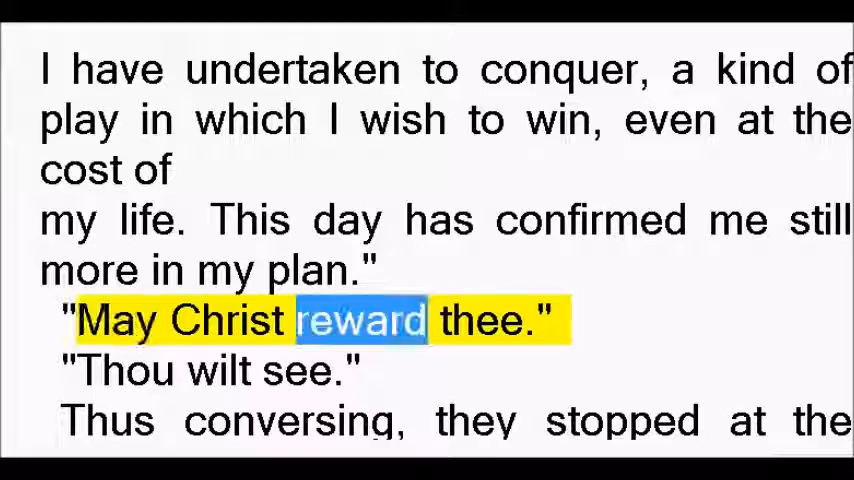 I have undertaken to conquer, a kind of
play in which I wish to win, even at the
cost of
my life. This day has confirmed me still
more in my plan."
"May Christ reward thee."
"Thou wilt see."
Thus conversing, they stopped at the